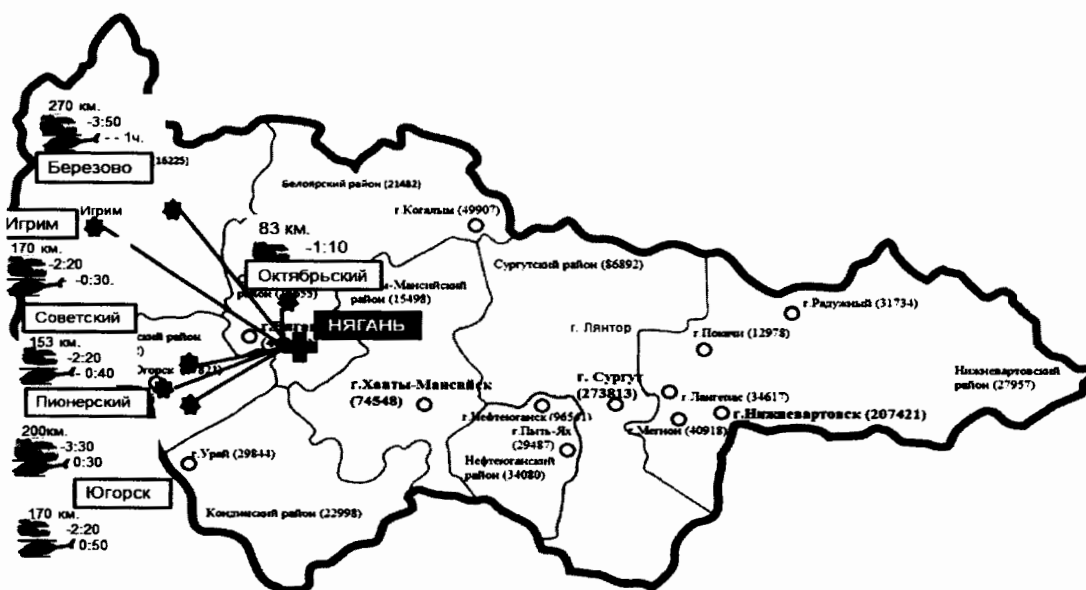 270 км.
-3:50
- - 1ч.
Березово
16225)
Игрим
Игрим
170 км.
-2:20
-0:30.
Советский
153 км.
-2:20
- 0:40
Пионерский
200км.
-3:30
0:30
Югорск
170 км.
-2:20
0:50
Белоярский район (21482)
г.Когалым (49907)
83 км.
-1:10
Октябрьский
НЯГАНЬ
район (15498)
Сургутский район (86892)
г.Радужный (31734)
г. Лянтор
г.Покачи (12978)
Нижневартовский
район (27957)
г.Ханты-Мансийск
(74548)
г. Сургут
(273813)
г.Лангепас (34617)
г.Нижневартовск (207421)
г.Мегион (40918)
г.Нефтеюганск
г.Пыть-Ях
(29487)
Нефтеюганский
район (34080)
г.Урай (29844)
Кондинский район (22998)